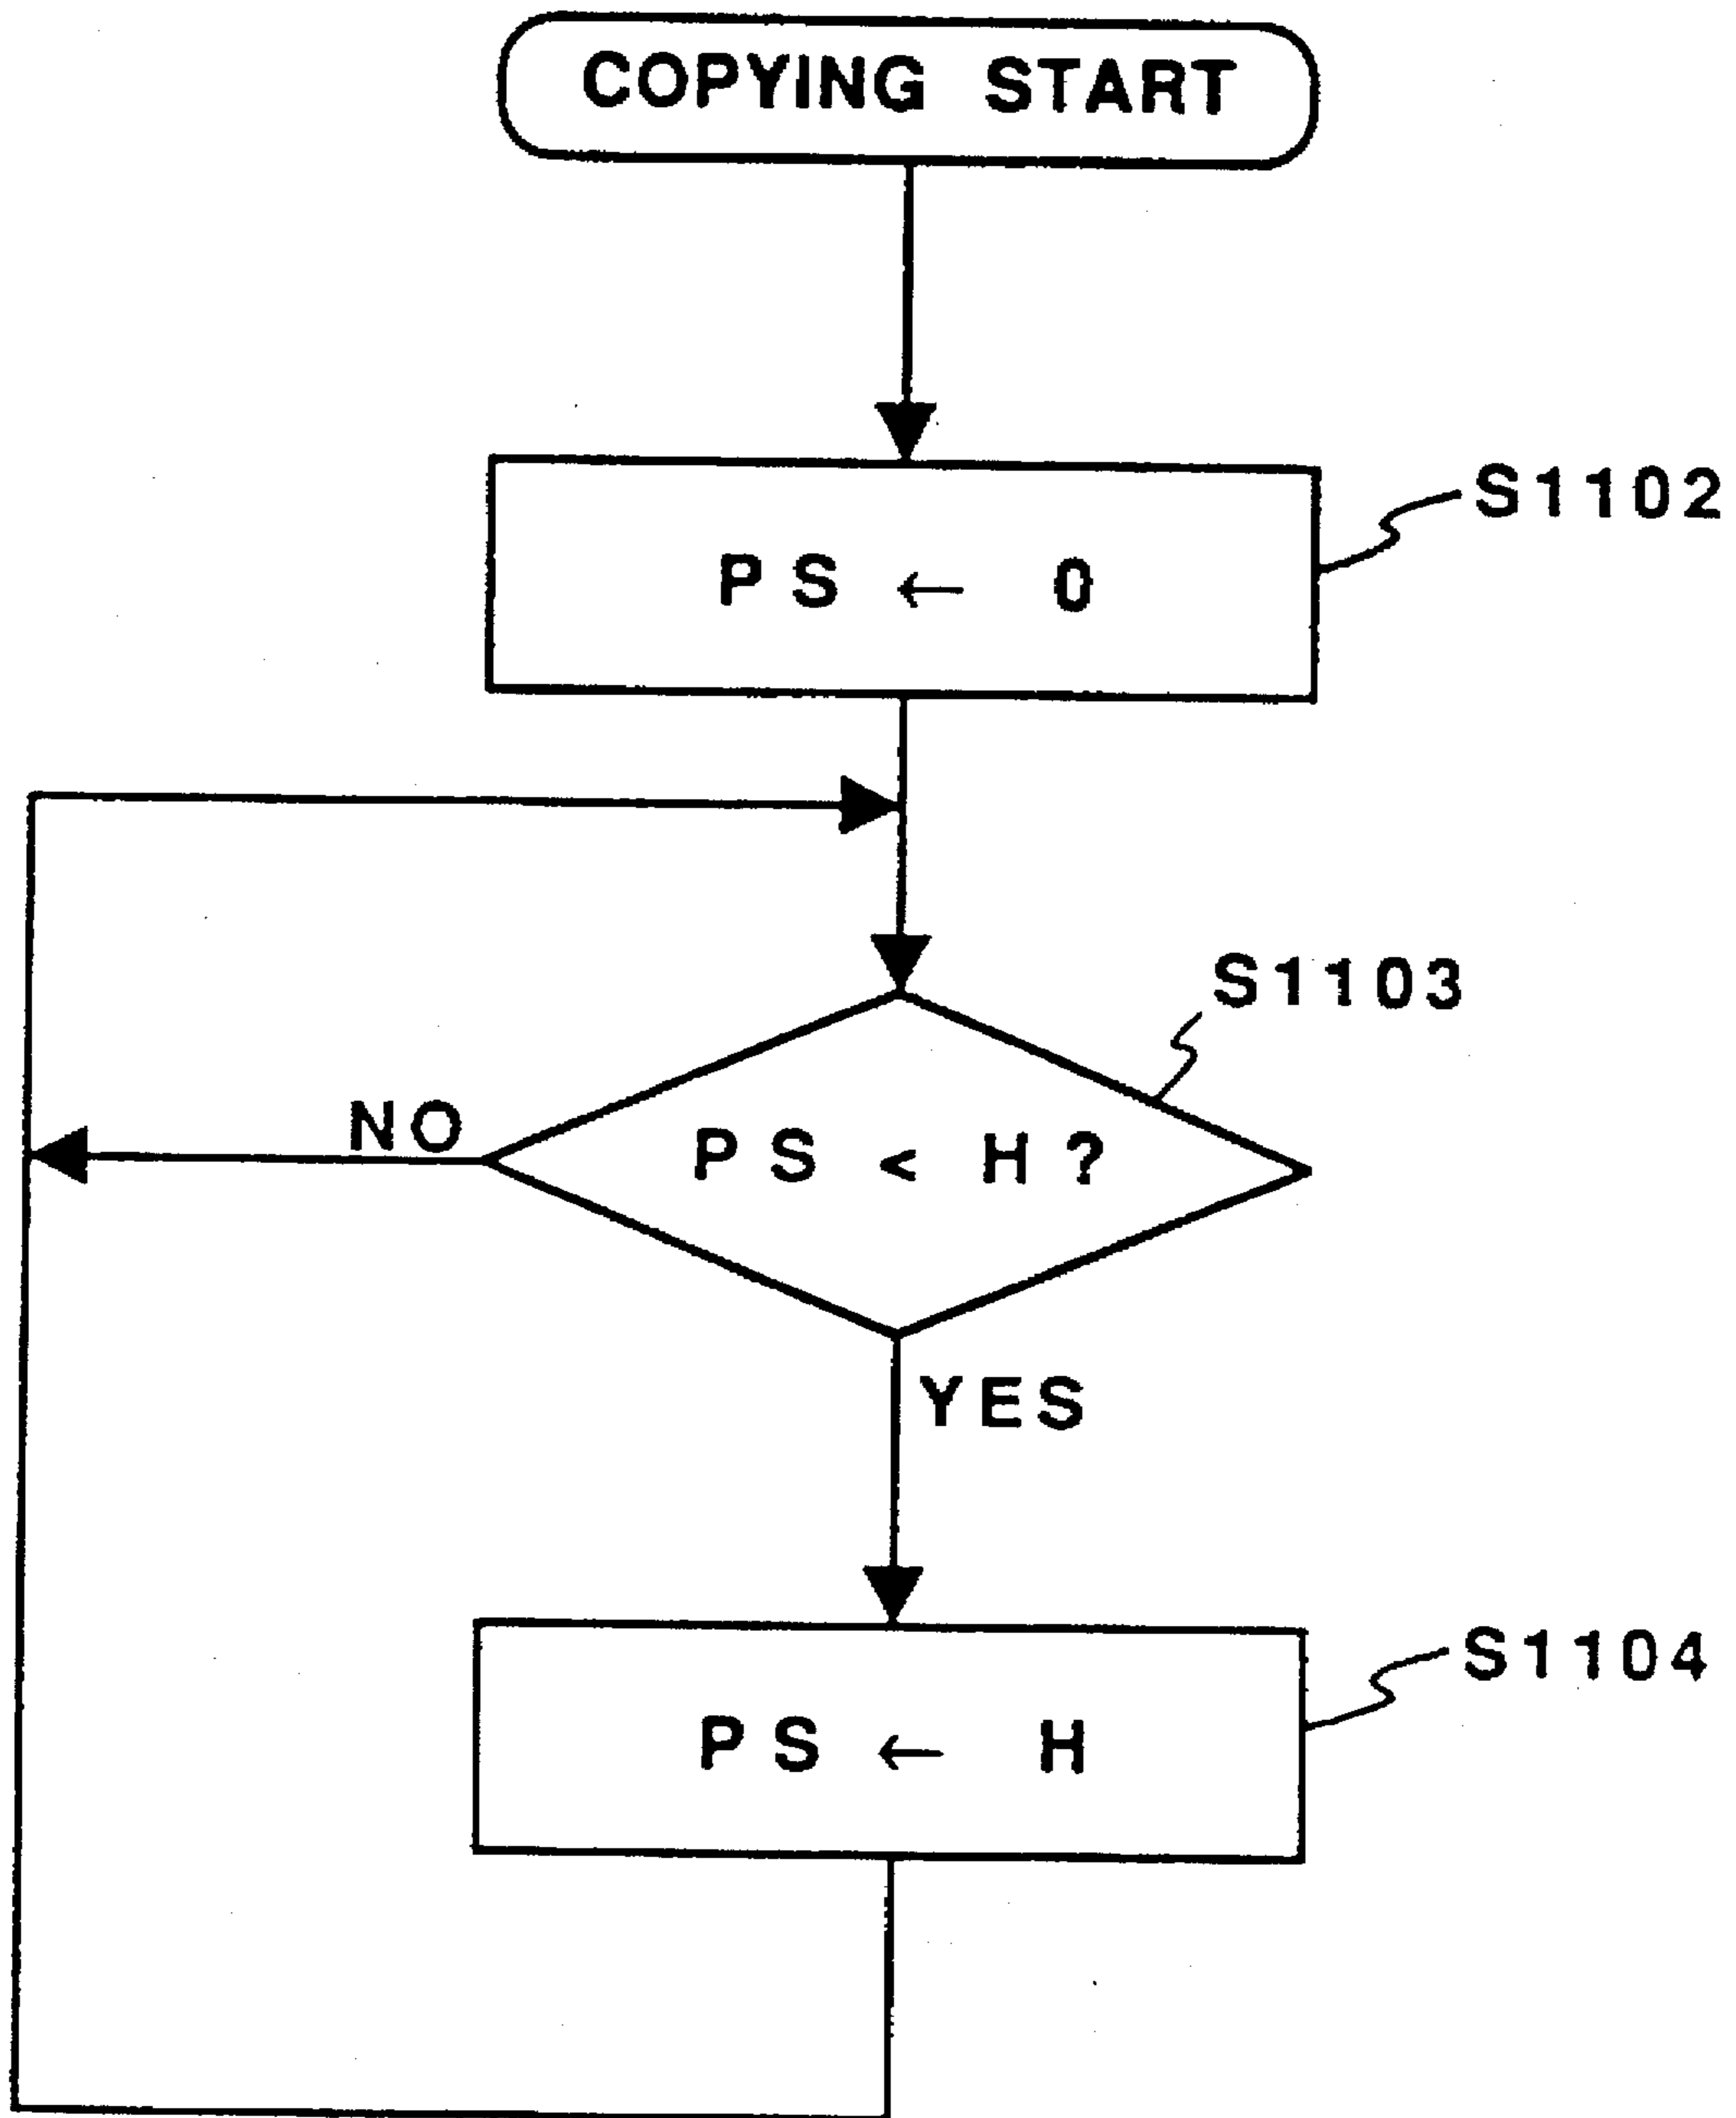 COPYING START
S1102
PS ← 0
S1103
NO
PS < H?
YES
S1104
PS ← H